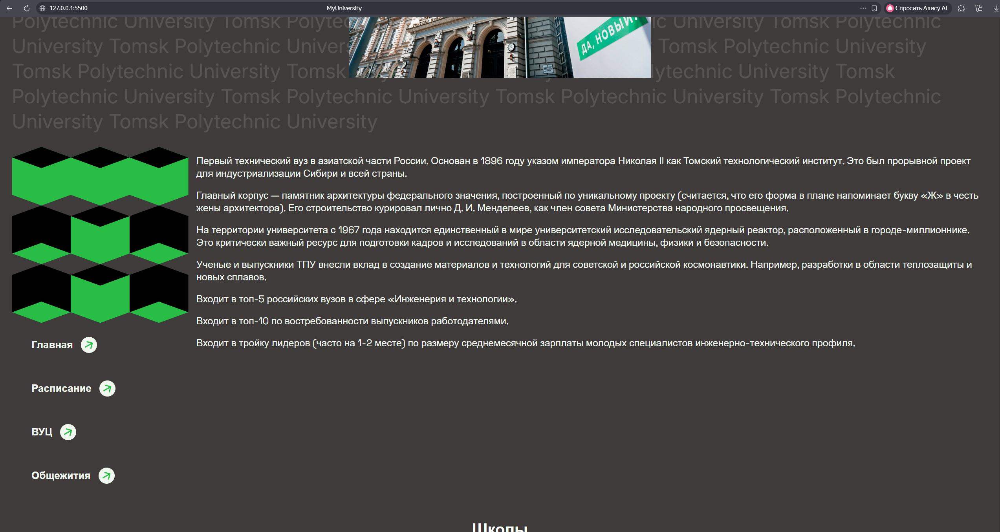 127.0.0.1:5500
MyUniversity
Спросить Алису AI
Polytechnic University Tomsk
University Tomsk Polytechnic University
Polytechnic University Tomsk Polytechnic
Tomsk Polytechnic University
Tomsk Polytechnic University Tomsk
University Tomsk
Polytechnic University Tomsk Polytechnic University Tomsk Polytechnic University Tomsk Polytechnic
University Tomsk Polytechnic University
ДА, НОВЫЙ!
Первый технический вуз в азиатской части России. Основан в 1896 году указом императора Николая II как Томский технологический институт. Это был прорывной проект
для индустриализации Сибири и всей страны.
Главный корпус — памятник архитектуры федерального значения, построенный по уникальному проекту (считается, что его форма в плане напоминает букву «Ж» в честь
жены архитектора). Его строительство курировал лично Д. И. Менделеев, как член совета Министерства народного просвещения.
На территории университета с 1967 года находится единственный в мире университетский исследовательский ядерный реактор, расположенный в городе-миллионнике.
Это критически важный ресурс для подготовки кадров и исследований в области ядерной медицины, физики и безопасности.
Ученые и выпускники ТПУ внесли вклад в создание материалов и технологий для советской и российской космонавтики. Например, разработки в области теплозащиты и
новых сплавов.
Входит в топ-5 российских вузов в сфере «Инженерия и технологии».
Входит в топ-10 по востребованности выпускников работодателями.
Входит в тройку лидеров (часто на 1-2 месте) по размеру среднемесячной зарплаты молодых специалистов инженерно-технического профиля.
Главная
Расписание
ВУЦ
Общежития
Школы